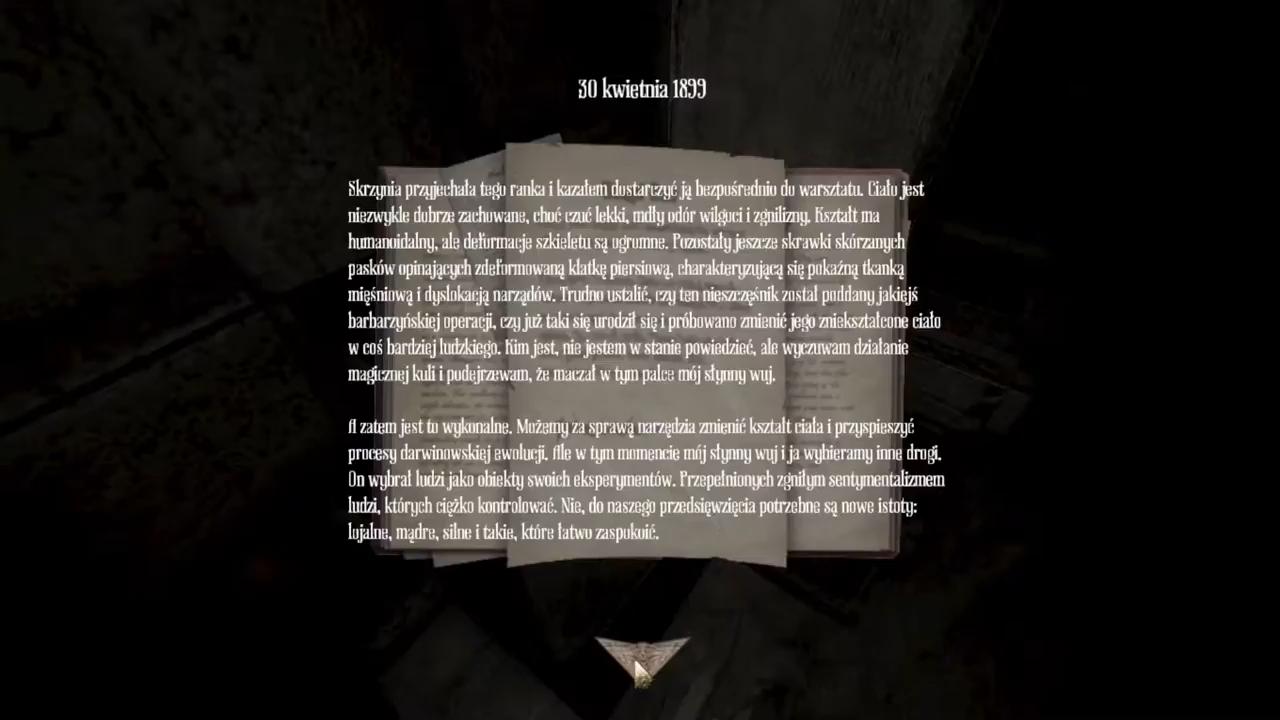 30 kwietnia 1899
Skrzynia przyjechała tego ranka i kazałem dostarczyć ją bezpośrednio do warsztatu. Ciało jest
niezwykle dobrze zachowane, choć czuć lekki, mdły odór wilgoci i zgnilizny. Kształt ma
humanoidalny, ale deformacje szkieletu są ogromne. Pozostały jeszcze skrawki skórzanych
pasków opinających zdeformowaną klatkę piersiową, charakteryzującą się pokaźną tkanką
mięśniową i dyslokacją narządów. Trudno ustalić, czy ten nieszczęśnik został poddany jakiejś
barbarzyńskiej operacji, czy już taki się urodził się i próbowano zmienić jego zniekształcone ciało
w coś bardziej ludzkiego. Kim jest, nie jestem w stanie powiedzieć, ale wyczuwam działanie
magicznej kuli i podejrzewam, że maczał w tym palce mój słynny wuj.
A zatem jest to wykonalne. Możemy za sprawą narzędzia zmienić kształt ciała i przyspieszyć
procesy darwinowskiej ewolucji. Ale w tym momencie mój słynny wuj i ja wybieramy inne drogi.
On wybrał ludzi jako obiekty swoich eksperymentów. Przepełnionych zgniłym sentymentalizmem
ludzi, których ciężko kontrolować. Nie, do naszego przedsięwzięcia potrzebne są nowe istoty:
lojalne, mądre, silne i takie, które łatwo zaspokoić.